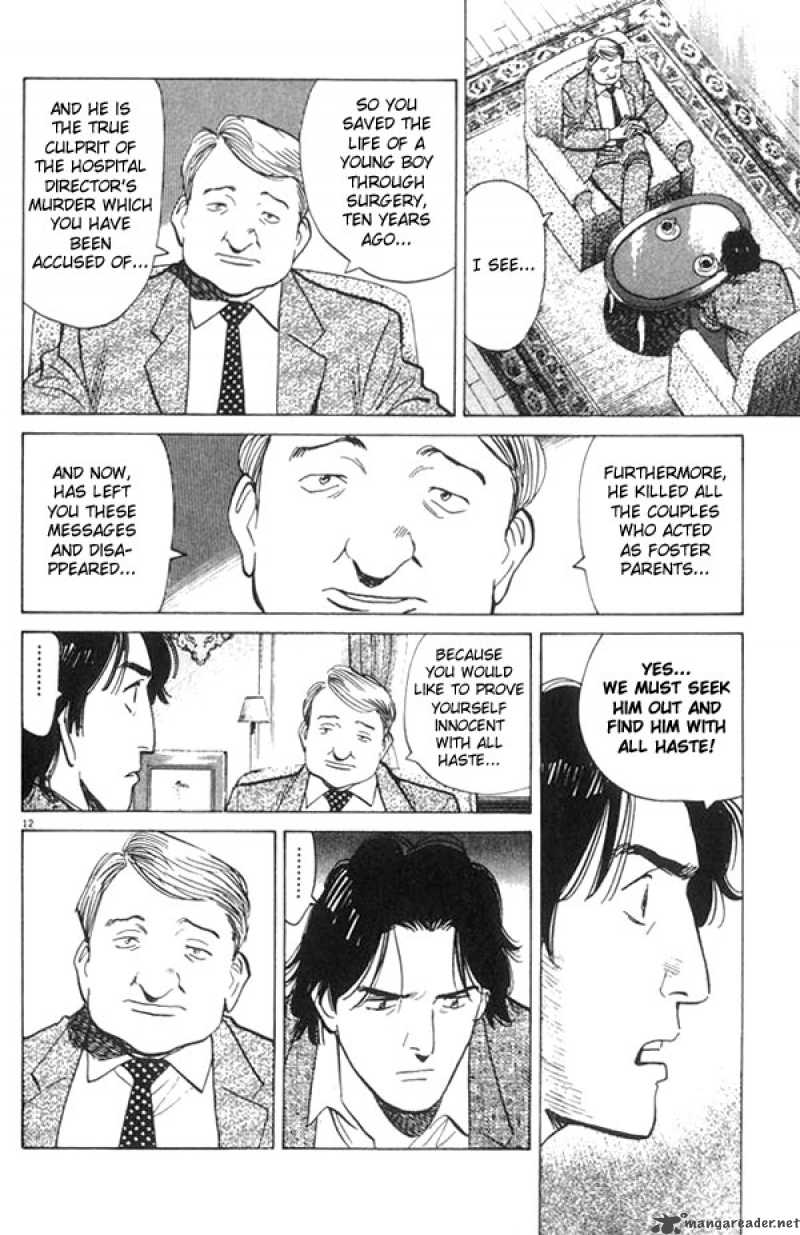 I SEE...
SO YOU
SAVED THE
LIFE OF A
YOUNG BOY
THROUGH
SURGERY,
TEN YEARS
AGO...
AND HE IS
THE TRUE
CULPRIT OF
THE HOSPITAL
DIRECTOR'S
MURDER WHICH
YOU HAVE
BEEN
ACCUSED OF...
FURTHERMORE,
HE KILLED ALL
THE COUPLES
WHO ACTED
AS FOSTER
PARENTS...
AND NOW,
HAS LEFT
YOU THESE
MESSAGES
AND DISA-
PPEARED...
YES...
WE MUST SEEK
HIM OUT AND
FIND HIM WITH
ALL HASTE!
BECAUSE
YOU WOULD
LIKE TO PROVE
YOURSELF
INNOCENT
WITH ALL
HASTE...
........
........
12
mangareader.net